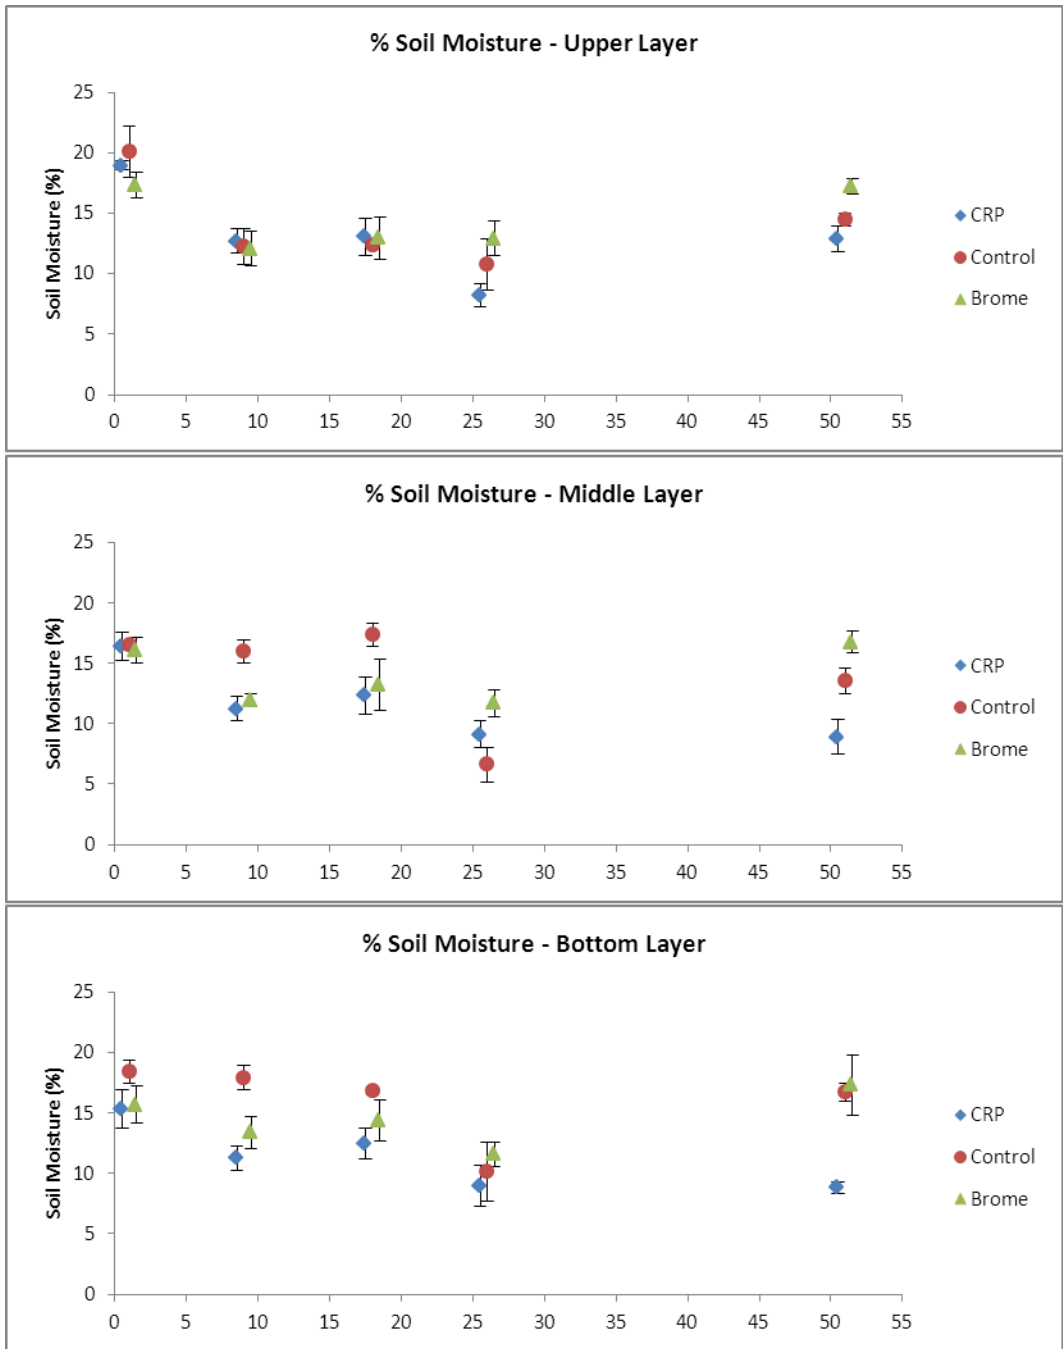 % Soil Moisture - Upper Layer
Soil Moisture (%)
25
20
15
10
5
0
0 5 10 15 20 25 30 35 40 45 50 55
CRP
Control
Brome
% Soil Moisture - Middle Layer
Soil Moisture (%)
25
20
15
10
5
0
0 5 10 15 20 25 30 35 40 45 50 55
CRP
Control
Brome
% Soil Moisture - Bottom Layer
Soil Moisture (%)
25
20
15
10
5
0
0 5 10 15 20 25 30 35 40 45 50 55
CRP
Control
Brome